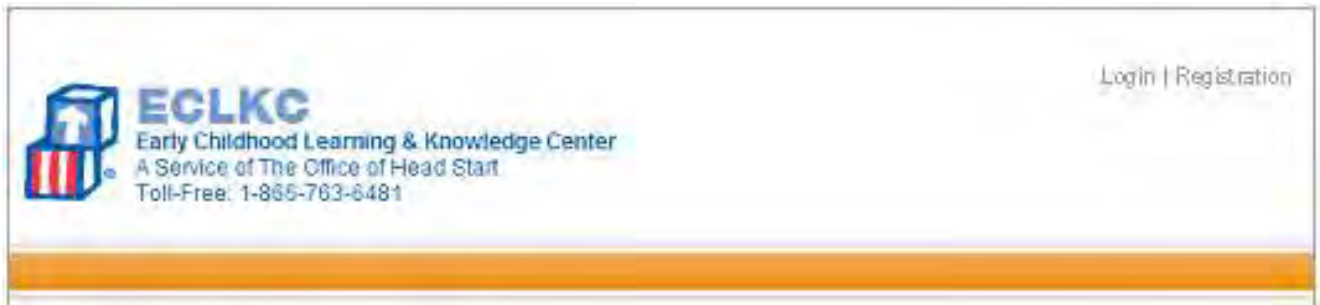 Login | Registration
ECLKC
Early Childhood Learning & Knowledge Center
A Service of The Office of Head Start
Toll-Free: 1-866-763-6481
®